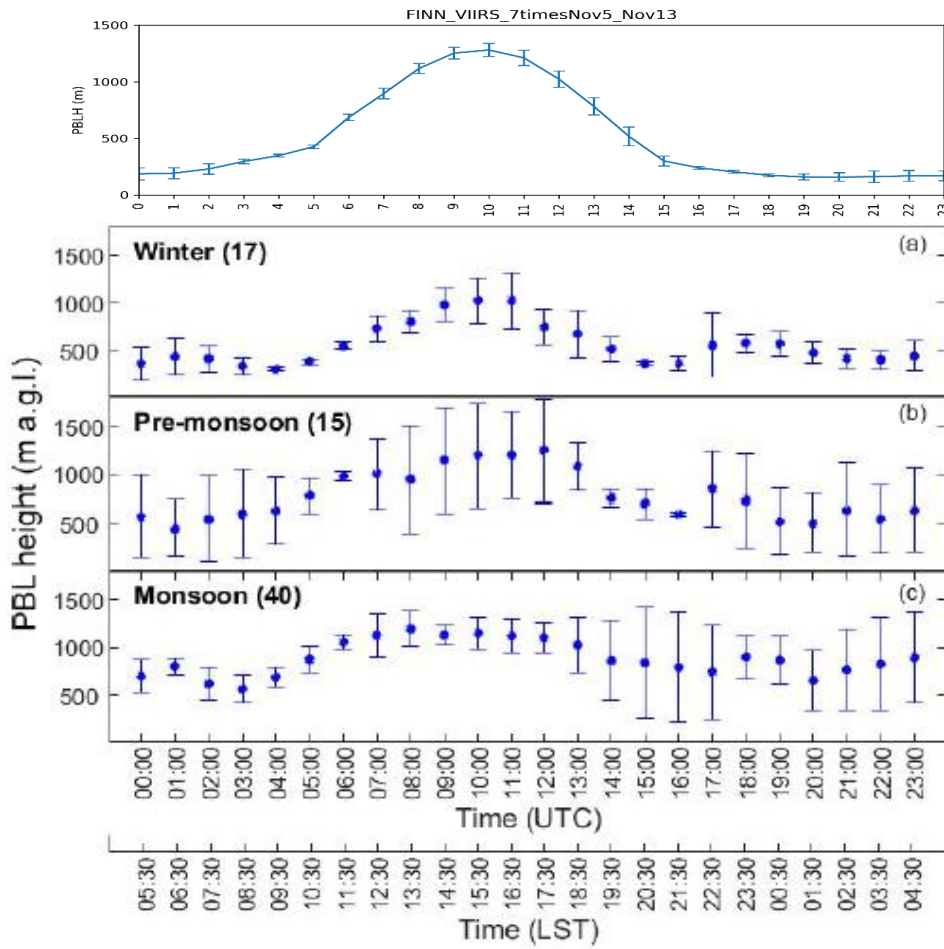 FINN_VIIRS_7timesNov5_Nov13
1500
1000
500
0
PBLH (m)
0 1 2 3 4 5 6 7 8 9 10 11 12 13 14 15 16 17 18 19 20 21 22 23
Winter (17)
(a)
1500
1000
500
Pre-monsoon (15)
(b)
1500
1000
500
Monsoon (40)
(c)
1500
1000
500
PBL height (m a.g.l.)
00:00 01:00 02:00 03:00 04:00 05:00 06:00 07:00 08:00 09:00 10:00 11:00 12:00 13:00 14:00 15:00 16:00 17:00 18:00 19:00 20:00 21:00 22:00 23:00
Time (UTC)
05:30 06:30 07:30 08:30 09:30 10:30 11:30 12:30 13:30 14:30 15:30 16:30 17:30 18:30 19:30 20:30 21:30 22:30 23:30 00:30 01:30 02:30 03:30 04:30
Time (LST)